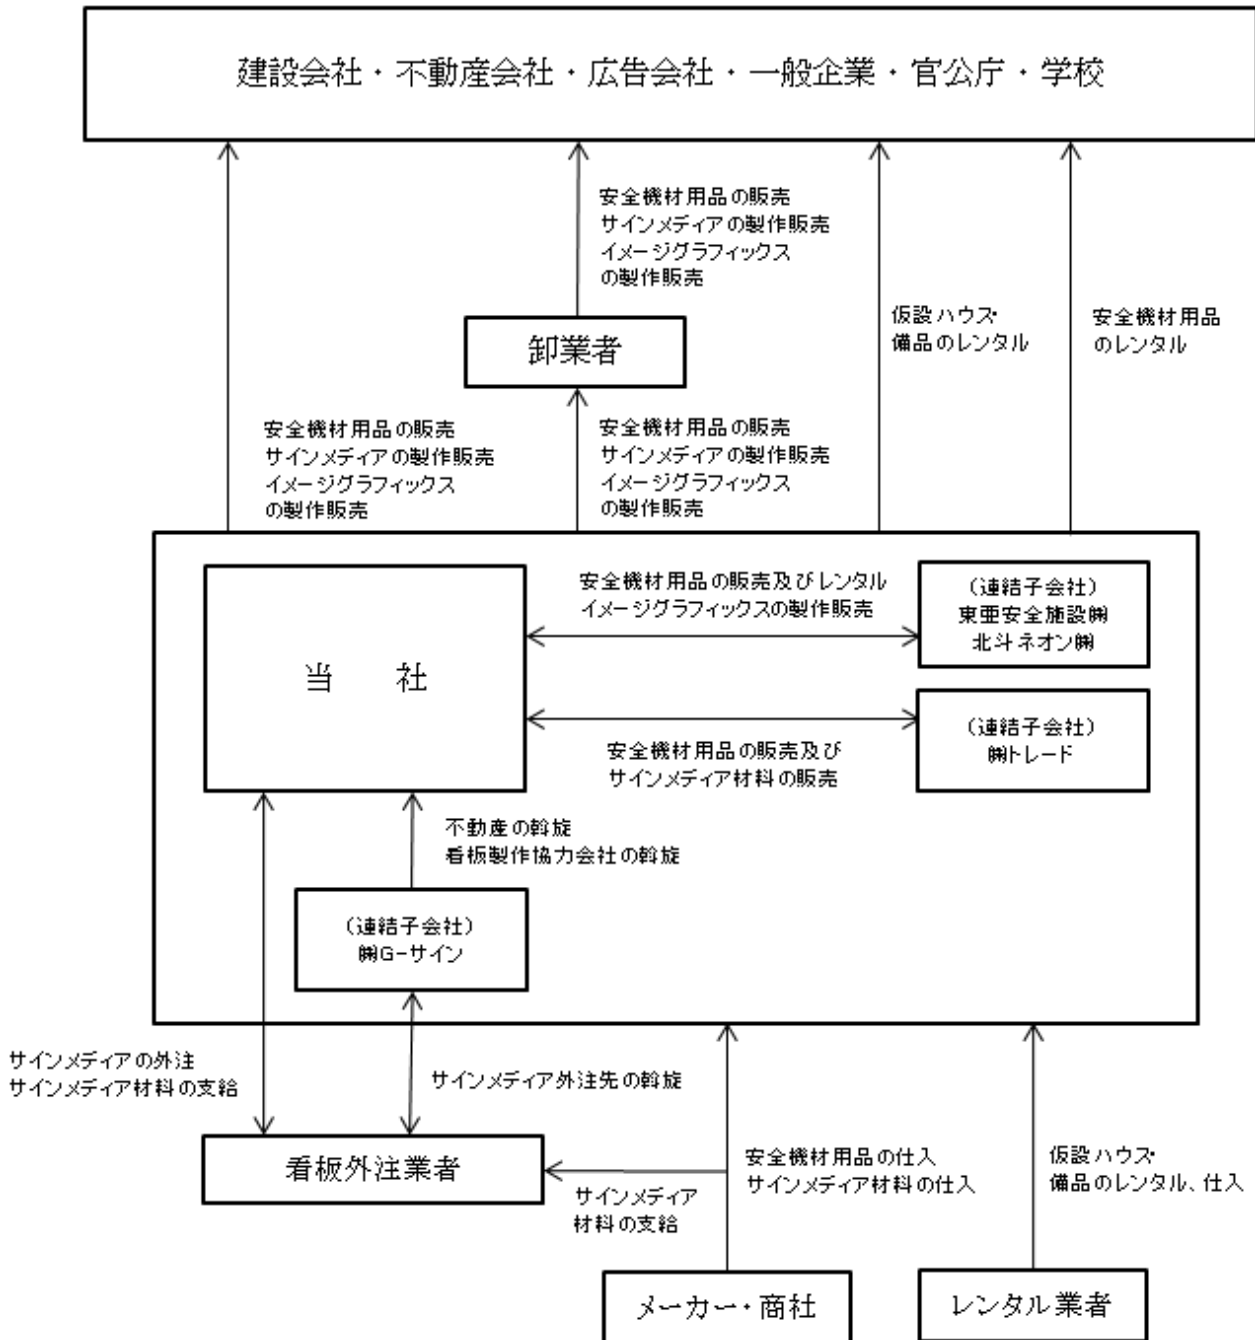 建設会社・不動産会社・広告会社・一般企業・官公庁・学校
安全機材用品の販売
サインメディアの製作販売
イメージグラフィックス
の製作販売
仮設ハウス・
備品のレンタル
安全機材用品
のレンタル
卸業者
安全機材用品の販売
サインメディアの製作販売
イメージグラフィックス
の製作販売
安全機材用品の販売
サインメディアの製作販売
イメージグラフィックス
の製作販売
当　社
安全機材用品の販売及びレンタル
イメージグラフィックスの製作販売
（連結子会社）
東亜安全施設㈱
北斗ネオン㈱
安全機材用品の販売及び
サインメディア材料の販売
（連結子会社）
㈱トレード
不動産の斡旋
看板製作協力会社の斡旋
（連結子会社）
㈱G-サイン
サインメディアの外注
サインメディア材料の支給
サインメディア外注先の斡旋
看板外注業者
サインメディア
材料の支給
安全機材用品の仕入
サインメディア材料の仕入
仮設ハウス・
備品のレンタル、仕入
メーカー・商社
レンタル業者